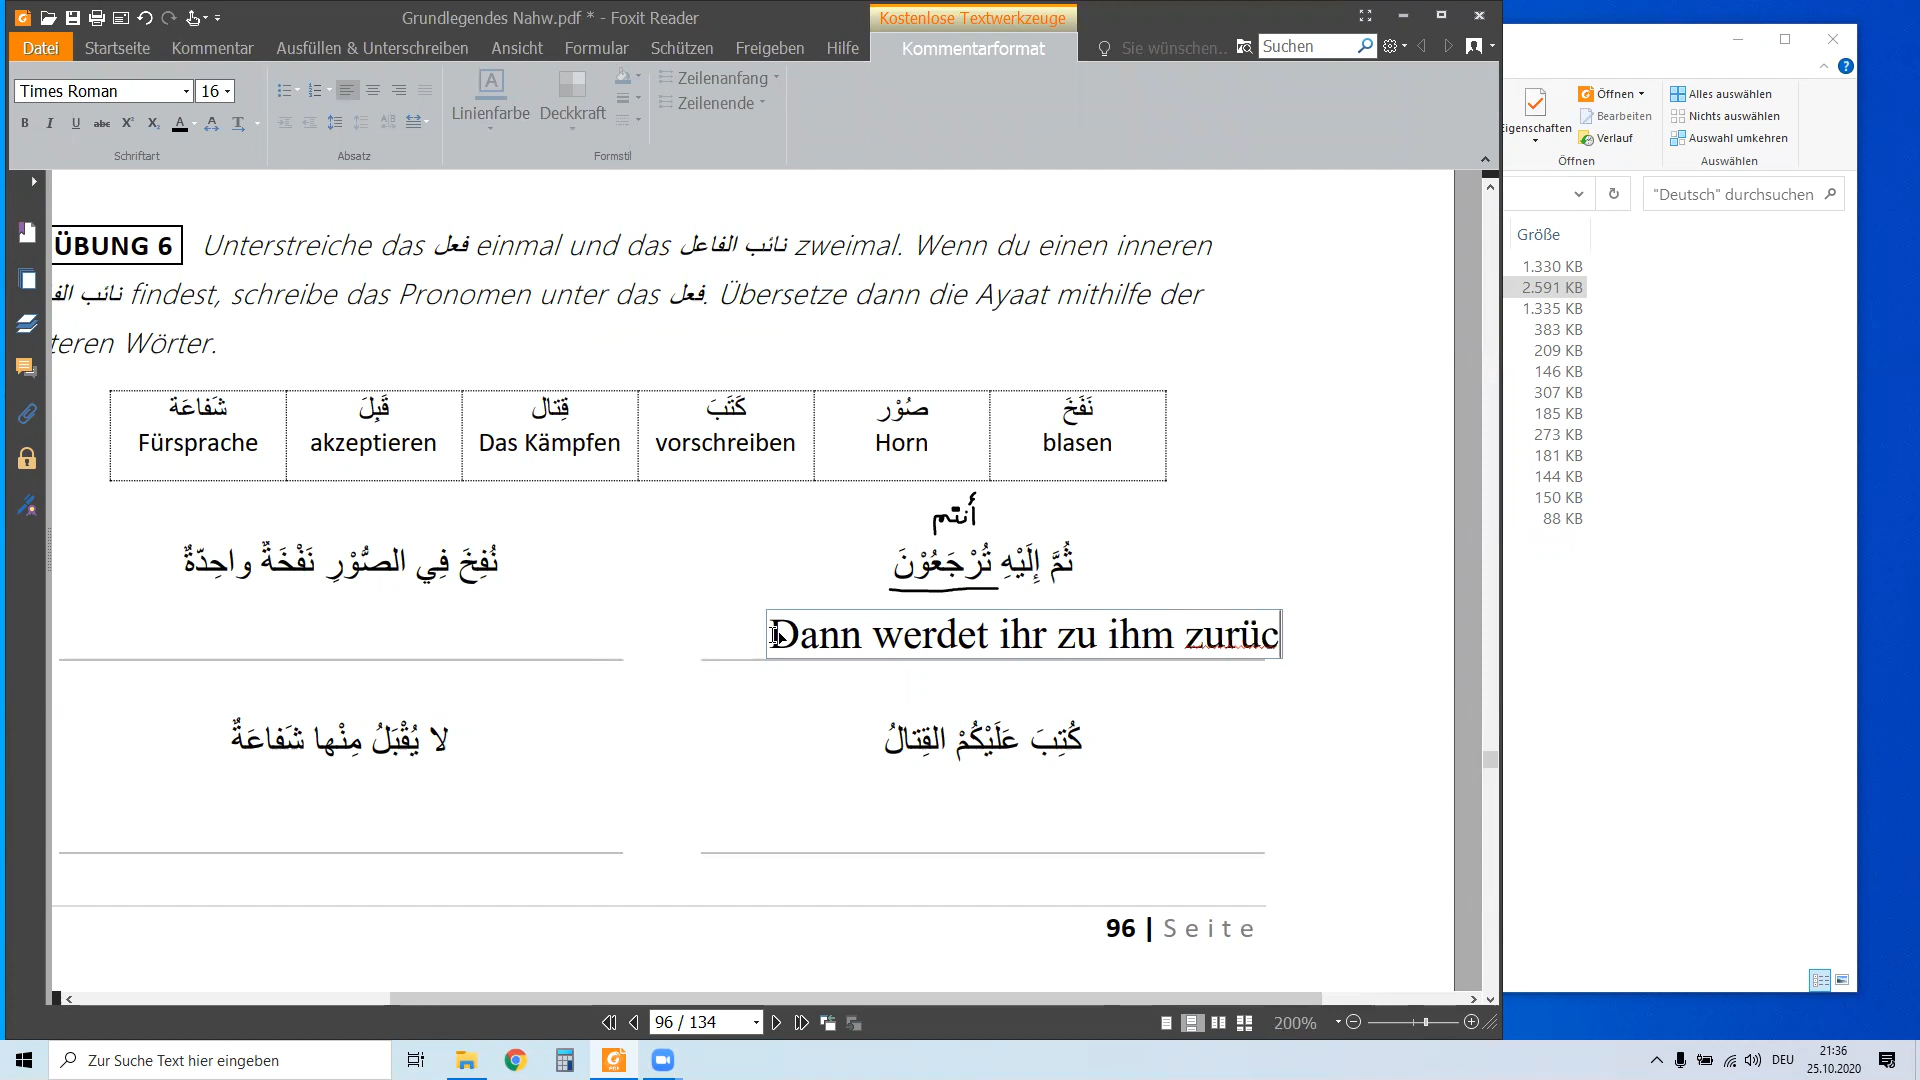 Grundlegendes Nahw.pdf * - Foxit Reader
Kostenlose Textwerkzeuge
Datei
Startseite
Kommentar
Ausfüllen & Unterschreiben
Ansicht
Formular
Schützen
Freigeben
Hilfe
Kommentarformat
Sie wünschen..
Suchen
Times Roman
16
Linienfarbe
Deckkraft
Zeilenanfang
Zeilenende
Schriftart
Absatz
Formstil
Eigenschaften
Öffnen
Bearbeiten
Verlauf
Alles auswählen
Nichts auswählen
Auswahl umkehren
Öffnen
Auswählen
"Deutsch" durchsuchen
Größe
1.330 KB
2.591 KB
1.335 KB
383 KB
209 KB
146 KB
307 KB
185 KB
273 KB
181 KB
144 KB
150 KB
88 KB
ÜBUNG 6 Unterstreiche das فعل einmal und das نائب الفاعل zweimal. Wenn du einen inneren
نائب الفا findest, schreibe das Pronomen unter das فعل. Übersetze dann die Ayaat mithilfe der
teren Wörter.
شَفاعَة قَبِلَ قِتال كَتَبَ صُوْر نَفَخَ
Fürsprache akzeptieren Das Kämpfen vorschreiben Horn blasen
أنتم
ثُمَّ إِلَيْهِ تُرْجَعُوْنَ
نُفِخَ فِي الصُّوْرِ نَفْخَةٌ واحِدّةٌ
Dann werdet ihr zu ihm zurüc
كُتِبَ عَلَيْكُمْ القِتالُ
لا يُقْبَلُ مِنْها شَفاعَةٌ
96 | Seite
96 / 134
200%
Zur Suche Text hier eingeben
DEU
21:36
25.10.2020